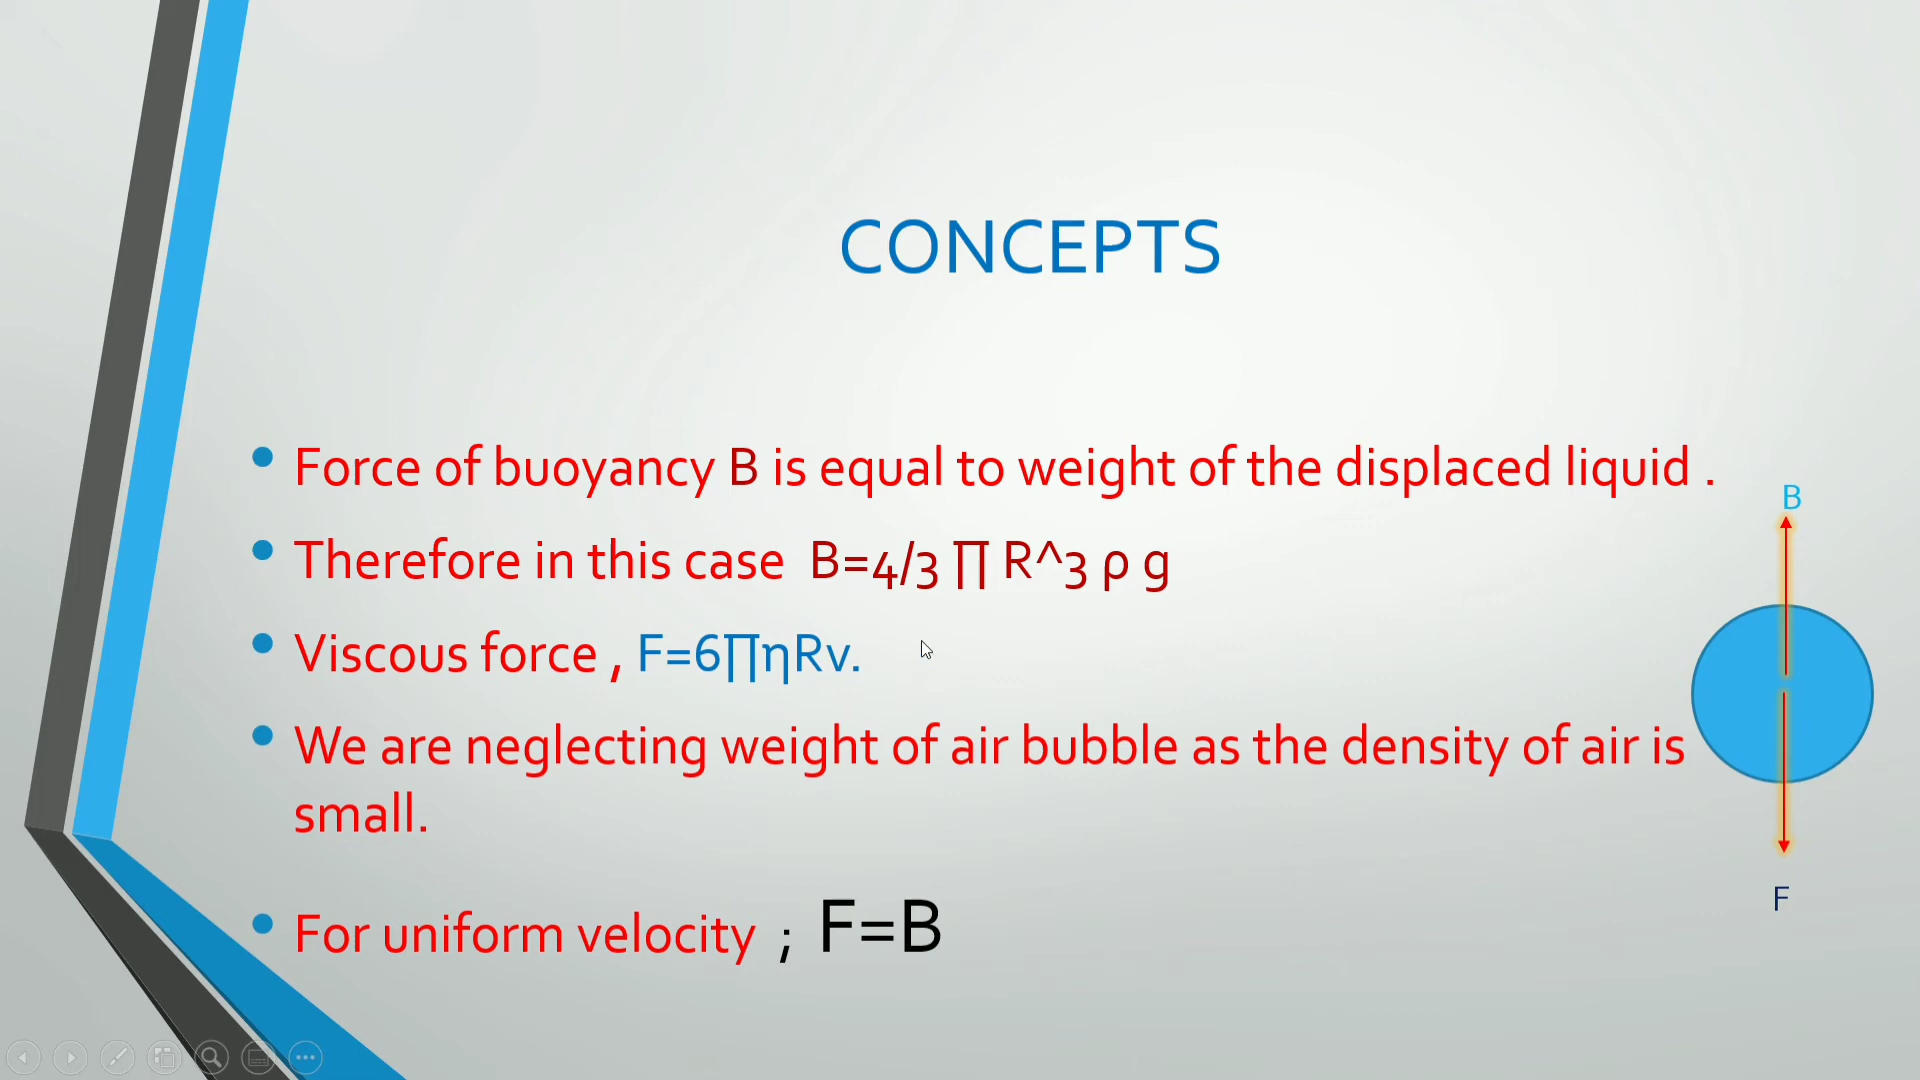 CONCEPTS
• Force of buoyancy B is equal to weight of the displaced liquid .
• Therefore in this case B=4/3 ∏ R^3 ρ g
• Viscous force , F=6∏ηRv.
• We are neglecting weight of air bubble as the density of air is
small.
• For uniform velocity ; F=B
B
F